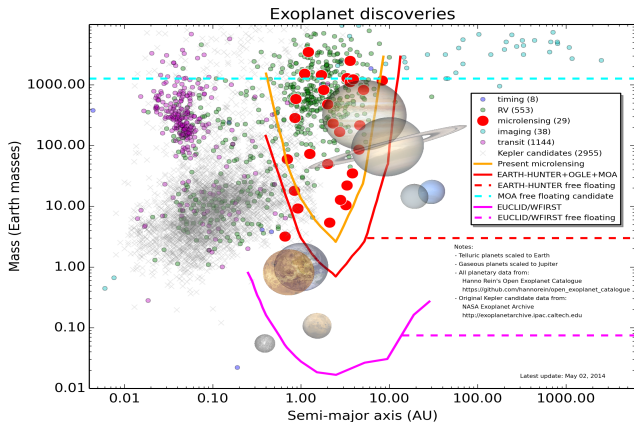 Exoplanet discoveries
Mass (Earth masses)
1000.00
100.00
10.00
1.00
0.10
0.01
0.01
0.10
1.00
10.00
100.00
1000.00
Semi-major axis (AU)
timing (8)
RV (553)
microlensing (29)
imaging (38)
transit (1144)
Kepler candidates (2955)
Present microlensing
EARTH-HUNTER+OGLE+MOA
EARTH-HUNTER free floating
MOA free floating candidate
EUCLID/WFIRST
EUCLID/WFIRST free floating
Notes:
- Telluric planets scaled to Earth
- Gaseous planets scaled to Jupiter
- All planetary data from:
Hanno Rein's Open Exoplanet Catalogue
https://github.com/hannorein/open_exoplanet_catalogue
- Original Kepler candidate data from:
NASA Exoplanet Archive
http://exoplanetarchive.ipac.caltech.edu
Latest update: May 02, 2014